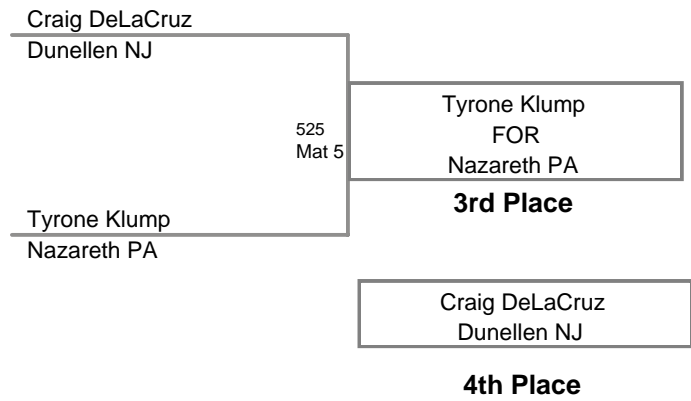 Craig DeLaCruz
Dunellen NJ
525
Mat 5
Tyrone Klump
FOR
Nazareth PA
3rd Place
Tyrone Klump
Nazareth PA
Craig DeLaCruz
Dunellen NJ
4th Place